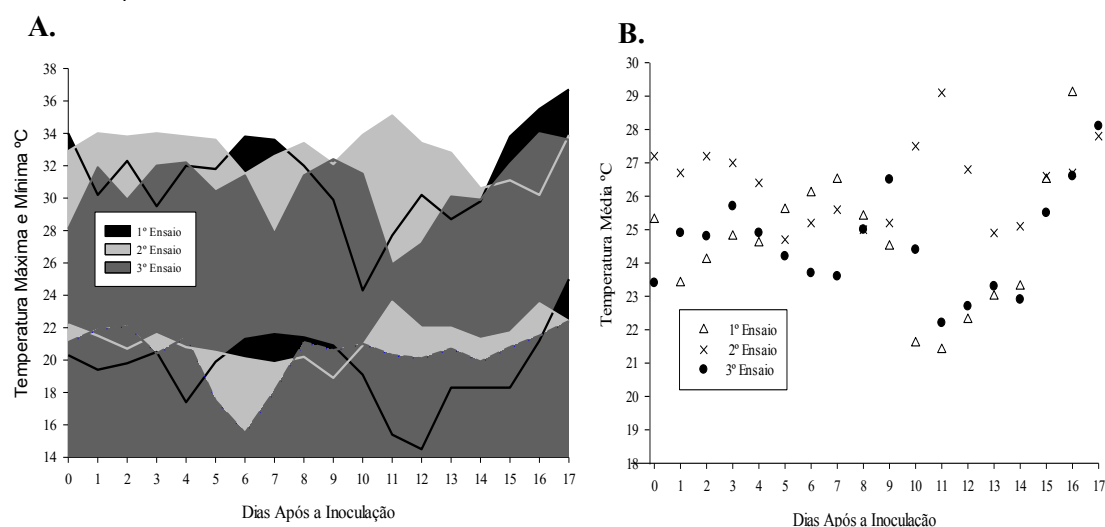 A.
Temperatura Máxima e Mínima ºC
38
36
34
32
30
28
26
24
22
20
18
16
14
1º Ensaio
2º Ensaio
3º Ensaio
0 1 2 3 4 5 6 7 8 9 10 11 12 13 14 15 16 17
Dias Após a Inoculação
B.
Temperatura Média ºC
30
29
28
27
26
25
24
23
22
21
20
19
18
1º Ensaio
2º Ensaio
3º Ensaio
0 1 2 3 4 5 6 7 8 9 10 11 12 13 14 15 16 17
Dias Após a Inoculação